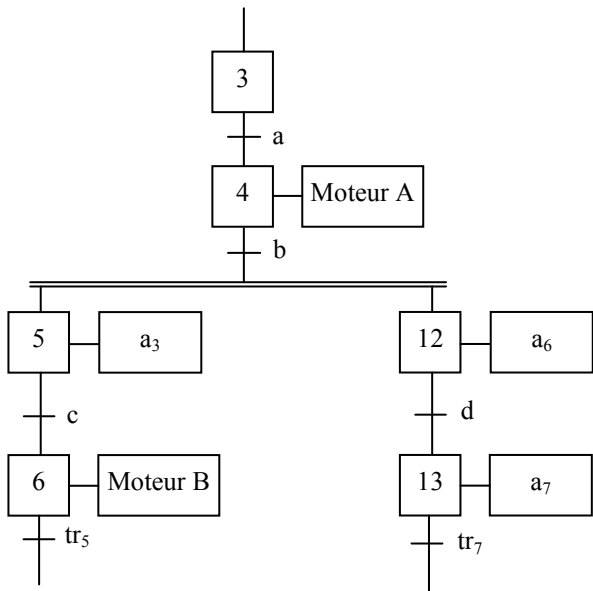 3
a
4 Moteur A
b
5 a₃ 12 a₆
c d
6 Moteur B 13 a₇
tr₅ tr₇